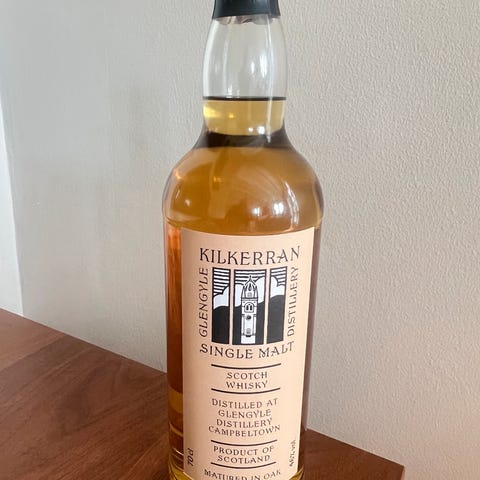 KILKERRAN
GLENGYLE
DISTILLERY
SINGLE MALT
SCOTCH
WHISKY
DISTILLED AT
GLENGYLE
DISTILLERY
CAMPBELTOWN
PRODUCT OF
SCOTLAND
70cl
46% vol.
MATURED IN OAK